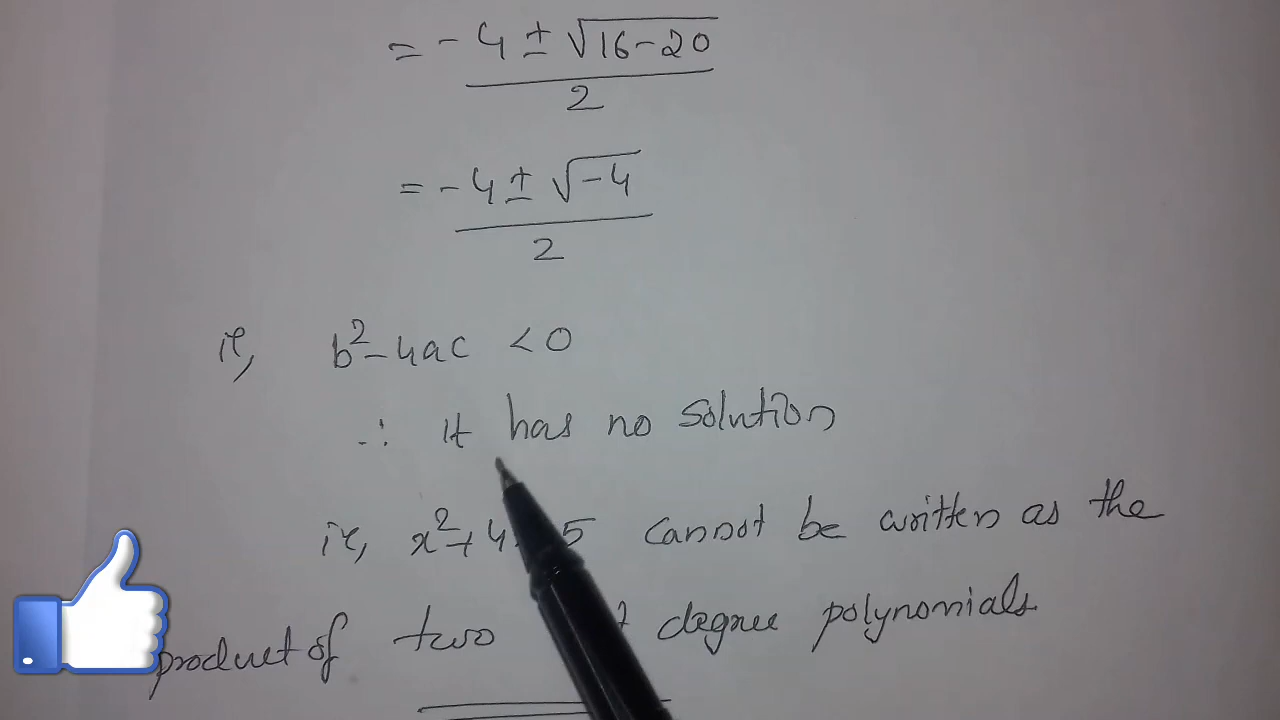 = -4 ± √16-20
2
= -4 ± √-4
2
ie, b²-4ac < 0
∴ It has no solution
ie, x²+4 5 cannot be written as the
product of two degree polynomials